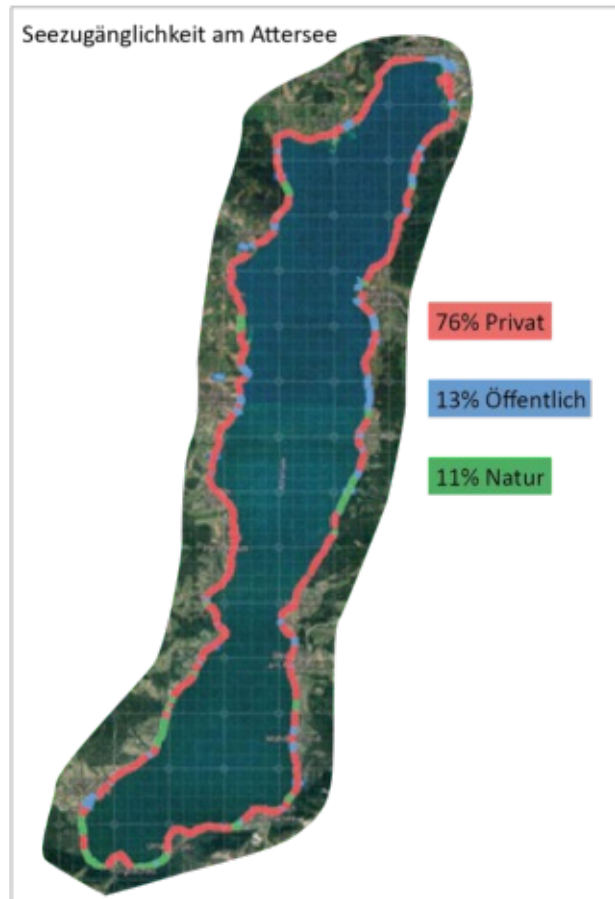 Seezugänglichkeit am Attersee
76% Privat
13% Öffentlich
11% Natur